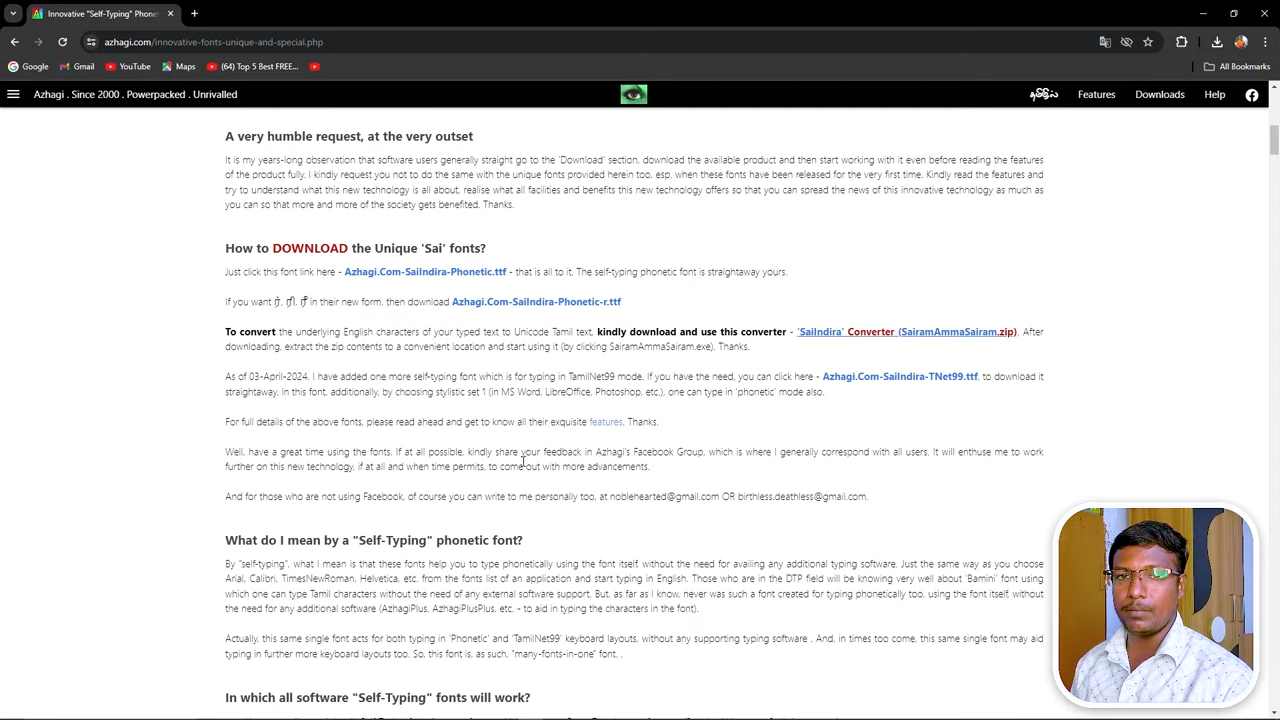 Innovative "Self-Typing" Phone
azhagi.com/innovative-fonts-unique-and-special.php
Google Gmail YouTube Maps (64) Top 5 Best FREE... All Bookmarks
Azhagi . Since 2000 . Powerpacked . Unrivalled
Features Downloads Help
A very humble request, at the very outset
It is my years-long observation that software users generally straight go to the 'Download' section, download the available product and then start working with it even before reading the features
of the product fully. I kindly request you not to do the same with the unique fonts provided herein too, esp. when these fonts have been released for the very first time. Kindly read the features and
try to understand what this new technology is all about, realise what all facilities and benefits this new technology offers so that you can spread the news of this innovative technology as much as
you can so that more and more of the society gets benefited. Thanks.
How to DOWNLOAD the Unique 'Sai' fonts?
Just click this font link here - Azhagi.Com-SaiIndira-Phonetic.ttf - that is all to it. The self-typing phonetic font is straightaway yours.
If you want ர், ரி, ரீ in their new form, then download Azhagi.Com-SaiIndira-Phonetic-r.ttf
To convert the underlying English characters of your typed text to Unicode Tamil text, kindly download and use this converter - 'SaiIndira' Converter (SairamAmmaSairam.zip). After
downloading, extract the zip contents to a convenient location and start using it (by clicking SairamAmmaSairam.exe). Thanks.
As of 03-April-2024, I have added one more self-typing font which is for typing in TamilNet99 mode. If you have the need, you can click here - Azhagi.Com-SaiIndira-TNet99.ttf, to download it
straightaway. In this font, additionally, by choosing stylistic set 1 (in MS Word, LibreOffice, Photoshop, etc.), one can type in 'phonetic' mode also.
For full details of the above fonts, please read ahead and get to know all their exquisite features. Thanks.
Well, have a great time using the fonts. If at all possible, kindly share your feedback in Azhagi's Facebook Group, which is where I generally correspond with all users. It will enthuse me to work
further on this new technology, if at all and when time permits, to come out with more advancements.
And for those who are not using Facebook, of course you can write to me personally too, at noblehearted@gmail.com OR birthless.deathless@gmail.com.
What do I mean by a "Self-Typing" phonetic font?
By "self-typing", what I mean is that these fonts help you to type phonetically using the font itself without the need for availing any additional typing software. Just the same way as you choose
Arial, Calibri, TimesNewRoman, Helvetica, etc. from the fonts list of an application and start typing in English. Those who are in the DTP field will be knowing very well about 'Bamini' font using
which one can type Tamil characters without the need of any external software support. But, as far as I know, never was such a font created for typing phonetically too, using the font itself, without
the need for any additional software (AzhagiPlus, AzhagiPlusPlus, etc. - to aid in typing the characters in the font).
Actually, this same single font acts for both typing in 'Phonetic' and 'TamilNet99' keyboard layouts, without any supporting typing software . And, in times too come, this same single font may aid
typing in further more keyboard layouts too. So, this font is, as such, "many-fonts-in-one" font. .
In which all software "Self-Typing" fonts will work?